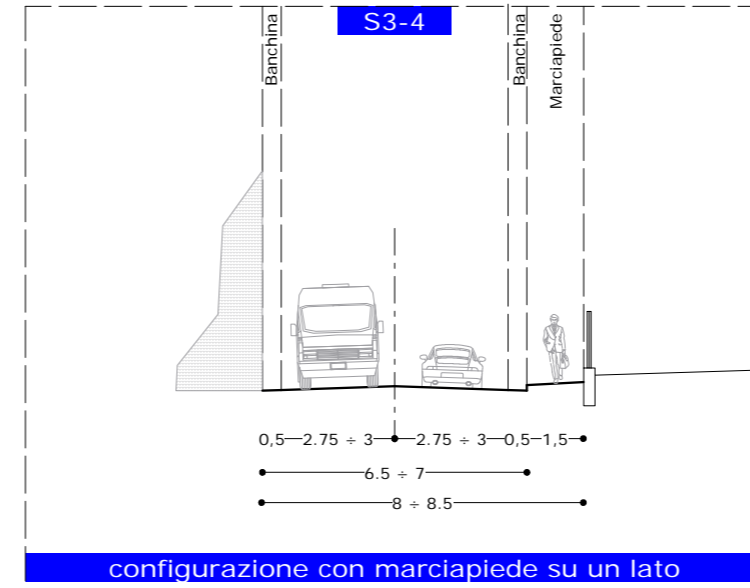 S3-4
Banchina
Banchina
Marciapiede
0,5 2.75 ÷ 3 2.75 ÷ 3 0,5 1,5
6.5 ÷ 7
8 ÷ 8.5
configurazione con marciapiede su un lato